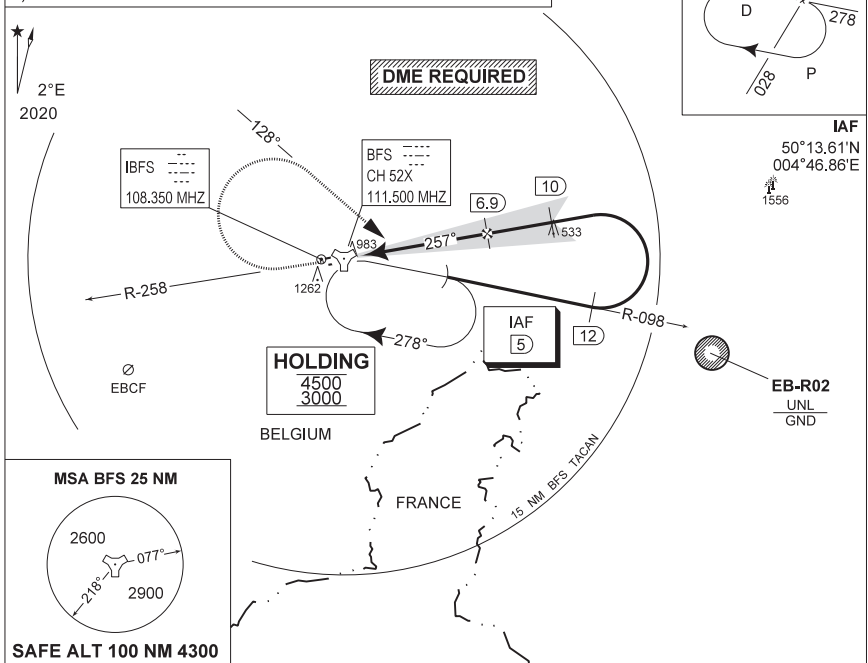 D
278
028
P
DME REQUIRED
2°E
2020
IAF
50°13.61'N
004°46.86'E
1556
128°
IBFS
108.350 MHZ
BFS
CH 52X
111.500 MHZ
6.9
10
983
257°
533
1262
R-258
R-098
IAF
5
12
278°
HOLDING
4500
3000
EBCF
EB-R02
UNL
GND
BELGIUM
FRANCE
15 NM BFS TACAN
MSA BFS 25 NM
2600
077°
218°
2900
SAFE ALT 100 NM 4300